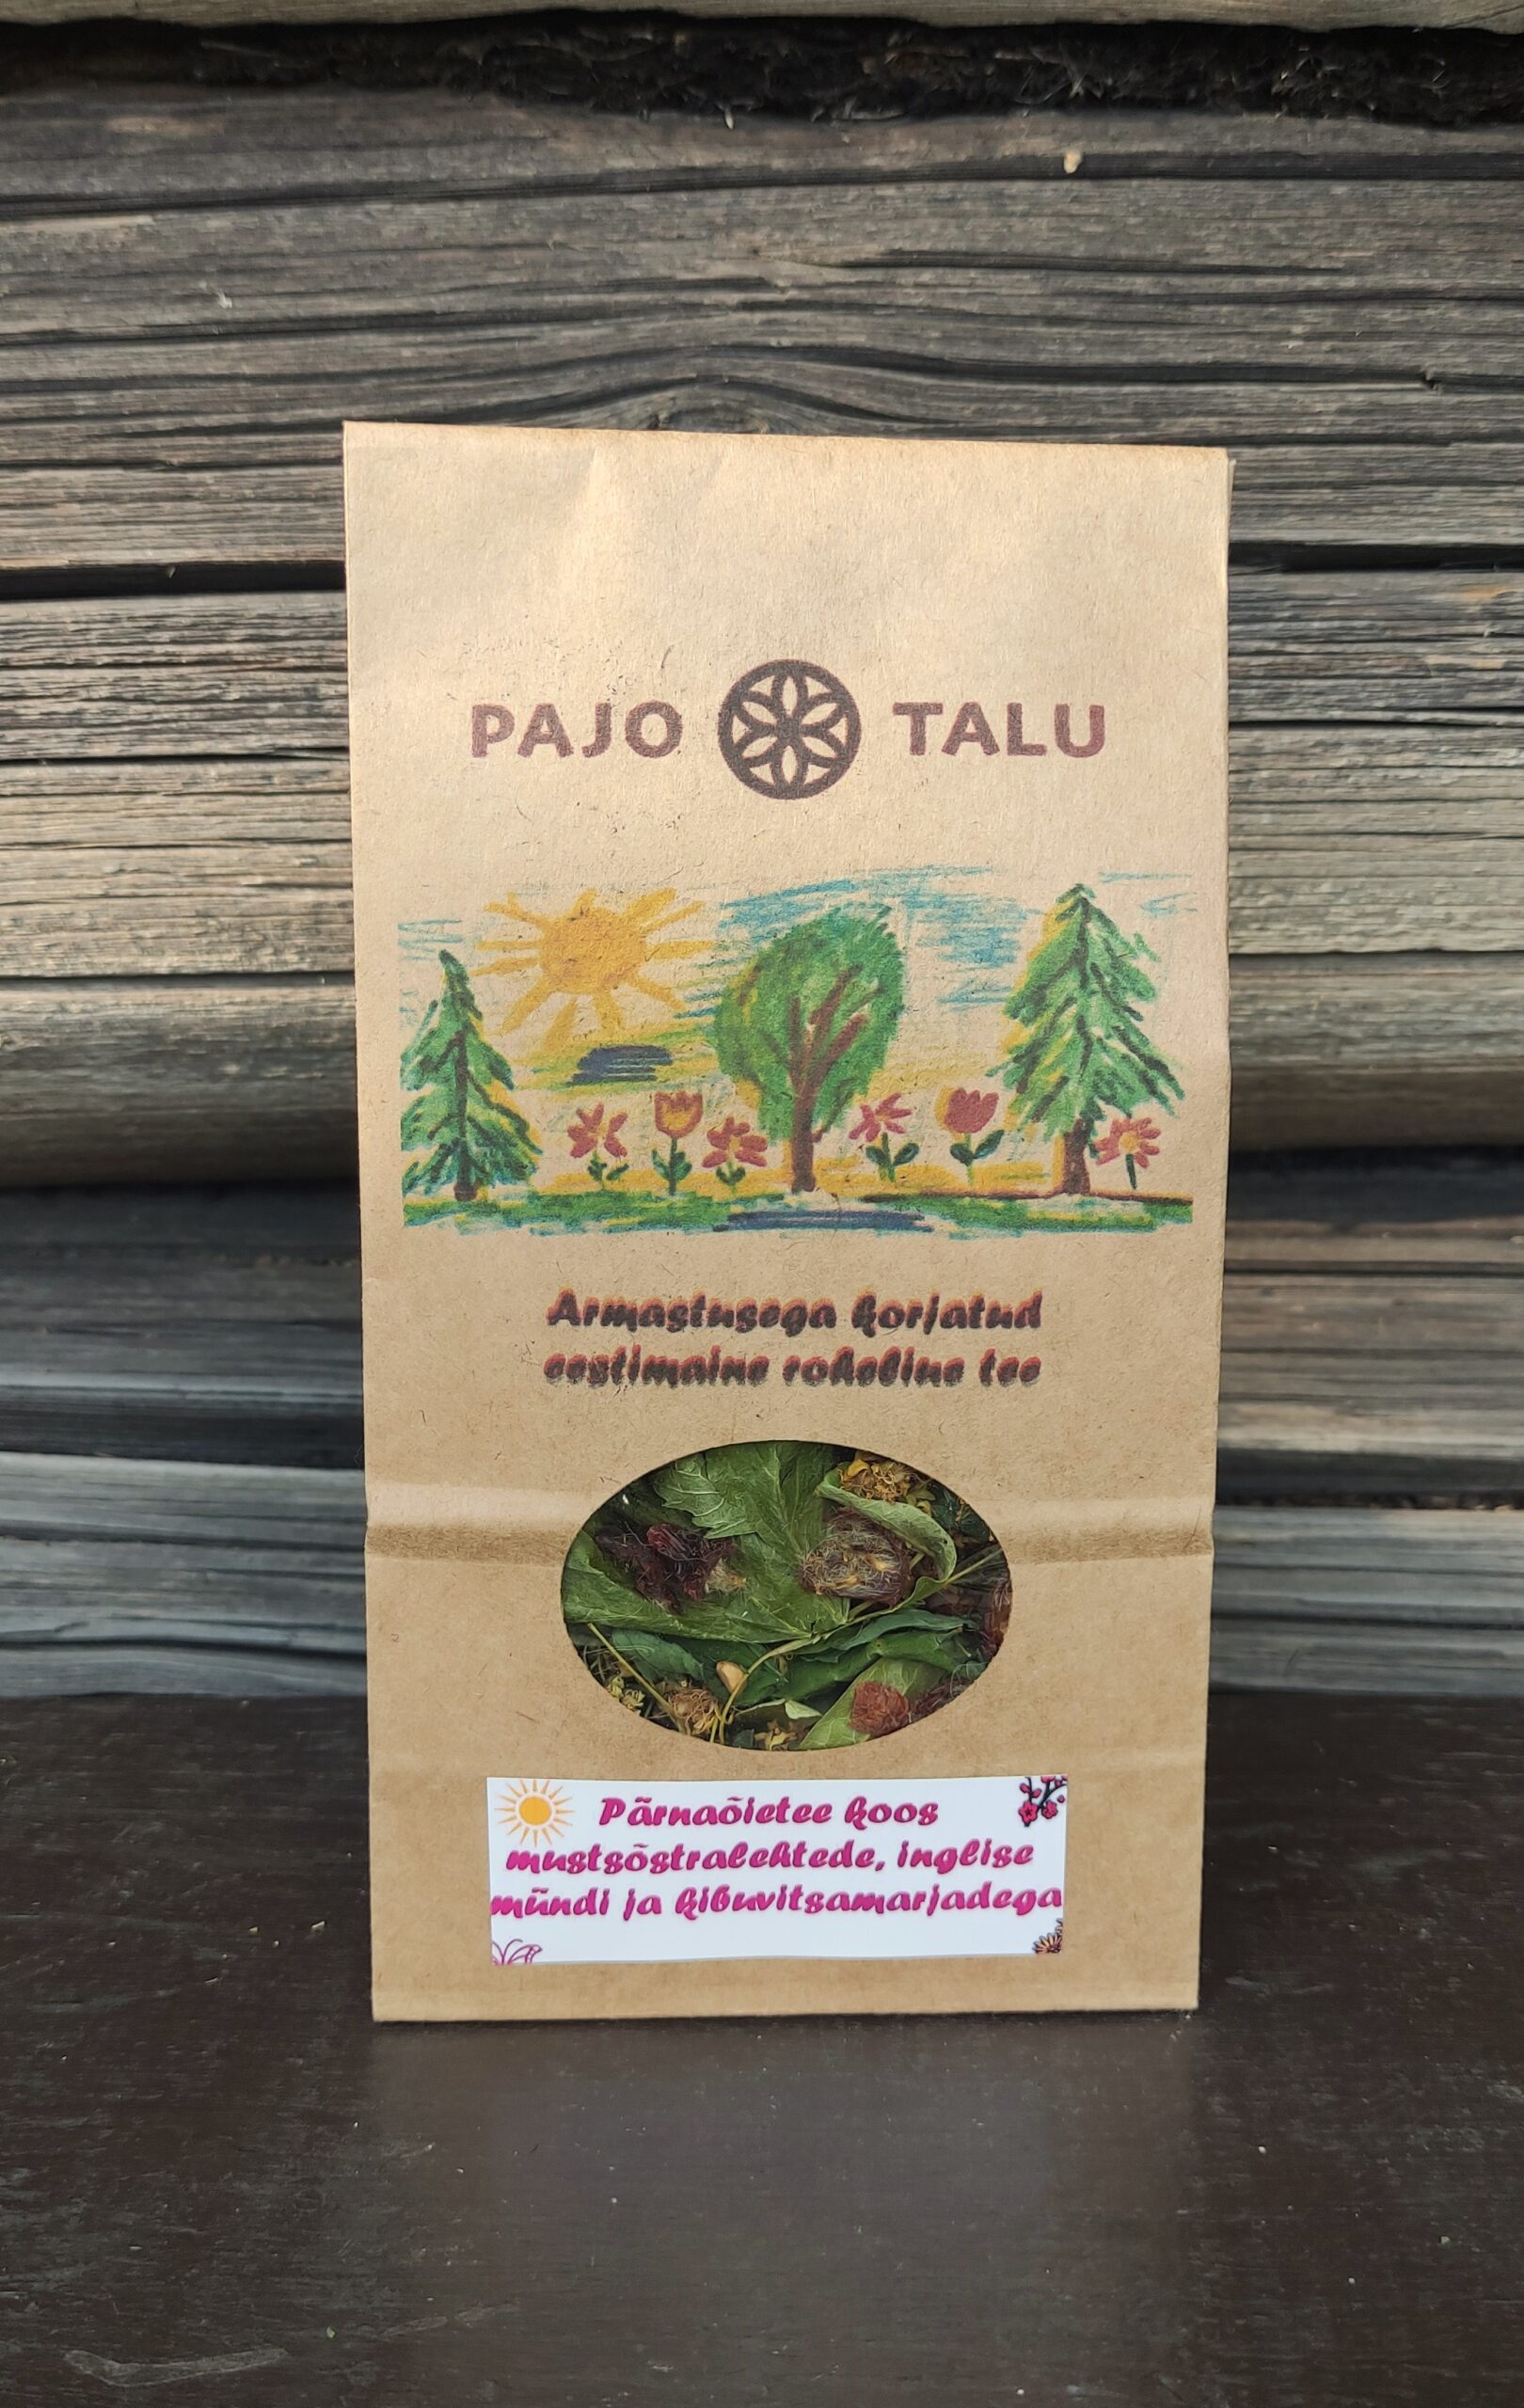 PAJO TALU
Armastusega korjatud
eestimaine roheline tee
Pärnaõietee koos
mustsõstralehtede, inglise
mündi ja kibuvitsamarjadega